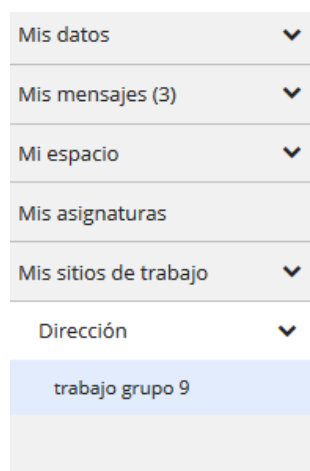 Mis datos
Mis mensajes (3)
Mi espacio
Mis asignaturas
Mis sitios de trabajo
Dirección
trabajo grupo 9